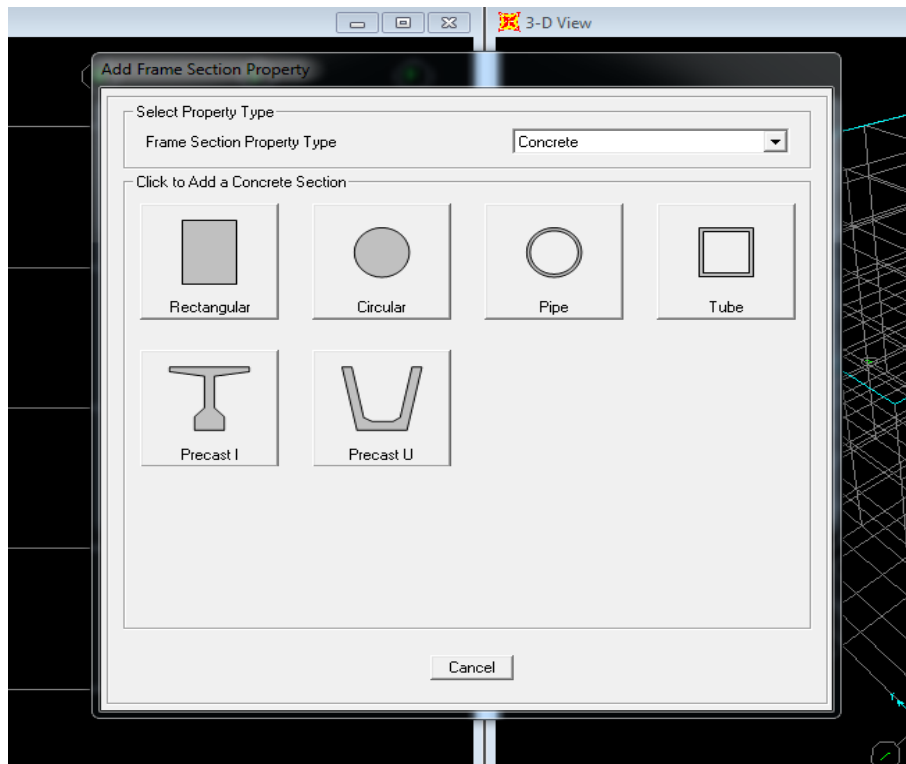 3-D View
Add Frame Section Property
Select Property Type
Frame Section Property Type
Concrete
Click to Add a Concrete Section
Rectangular
Circular
Pipe
Tube
Precast I
Precast U
Cancel